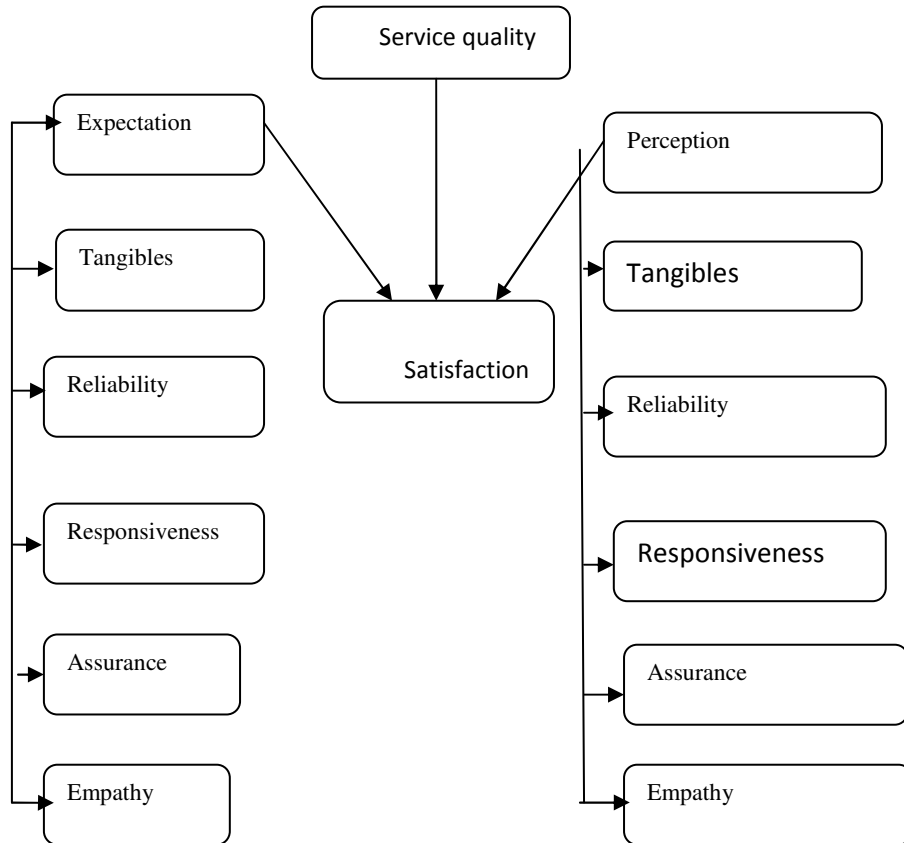 Service quality
Expectation
Perception
Tangibles
Tangibles
Satisfaction
Reliability
Reliability
Responsiveness
Responsiveness
Assurance
Assurance
Empathy
Empathy